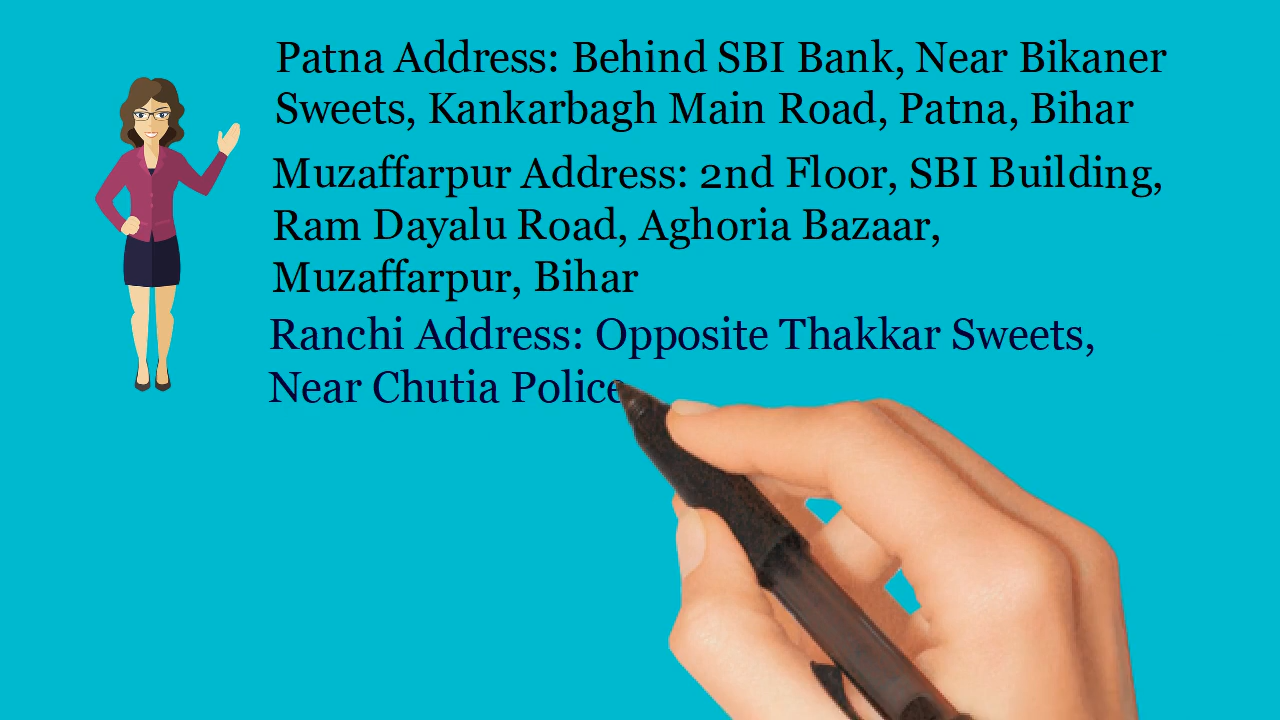 Patna Address: Behind SBI Bank, Near Bikaner
Sweets, Kankarbagh Main Road, Patna, Bihar
Muzaffarpur Address: 2nd Floor, SBI Building,
Ram Dayalu Road, Aghoria Bazaar,
Muzaffarpur, Bihar
Ranchi Address: Opposite Thakkar Sweets,
Near Chutia Police